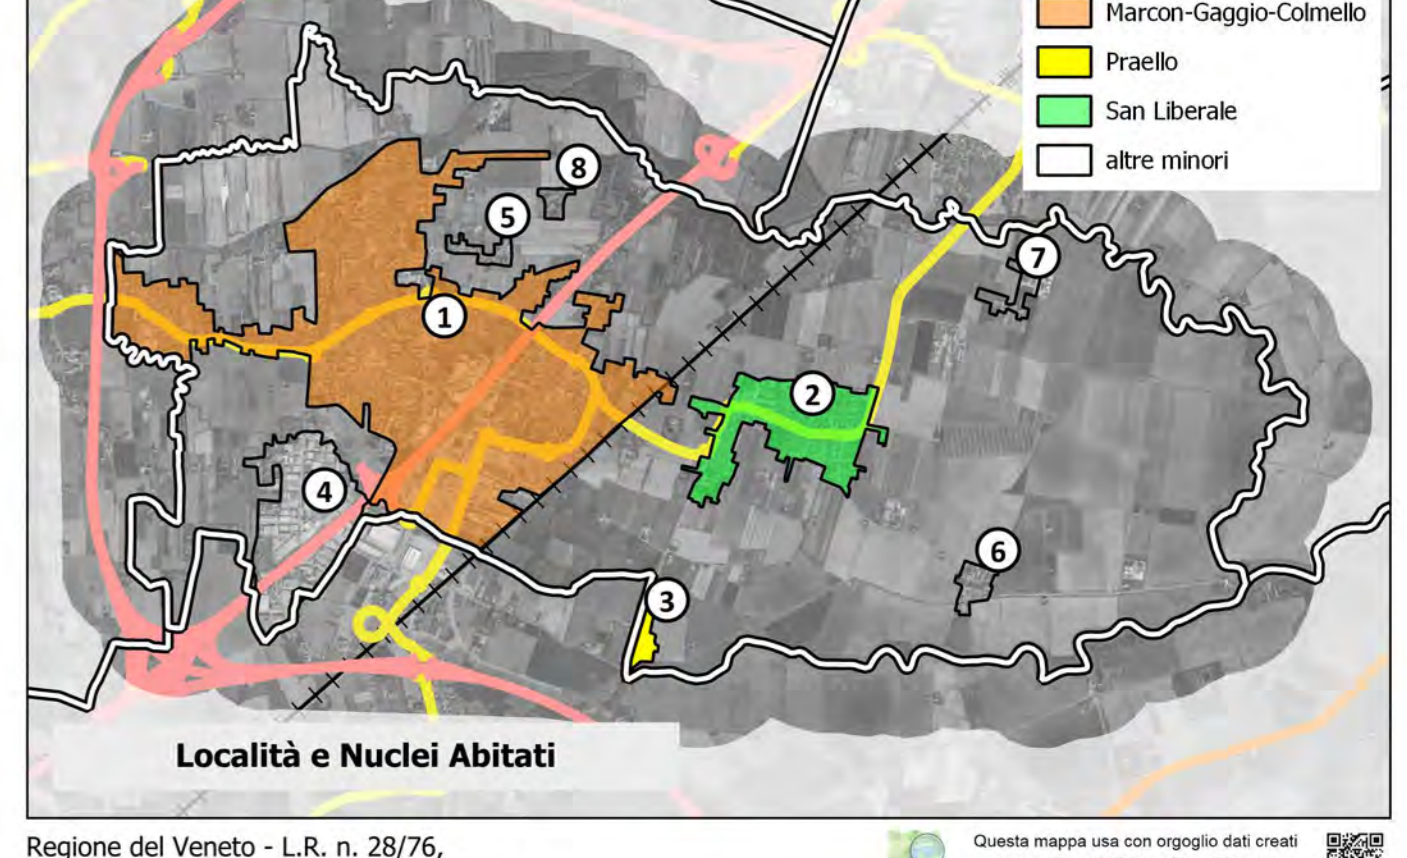 Marcon-Gaggio-Colmello
Praello
San Liberale
altre minori
8
5
7
1
2
4
6
3
Località e Nuclei Abitati
Regione del Veneto - L.R. n. 28/76,
Questa mappa usa con orgoglio dati creati